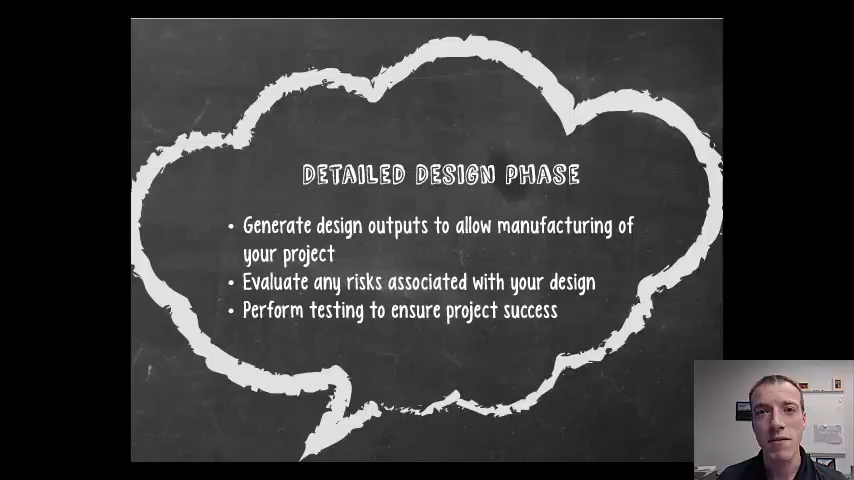 DETAILED DESIGN PHASE
• Generate design outputs to allow manufacturing of
your project
• Evaluate any risks associated with your design
• Perform testing to ensure project success